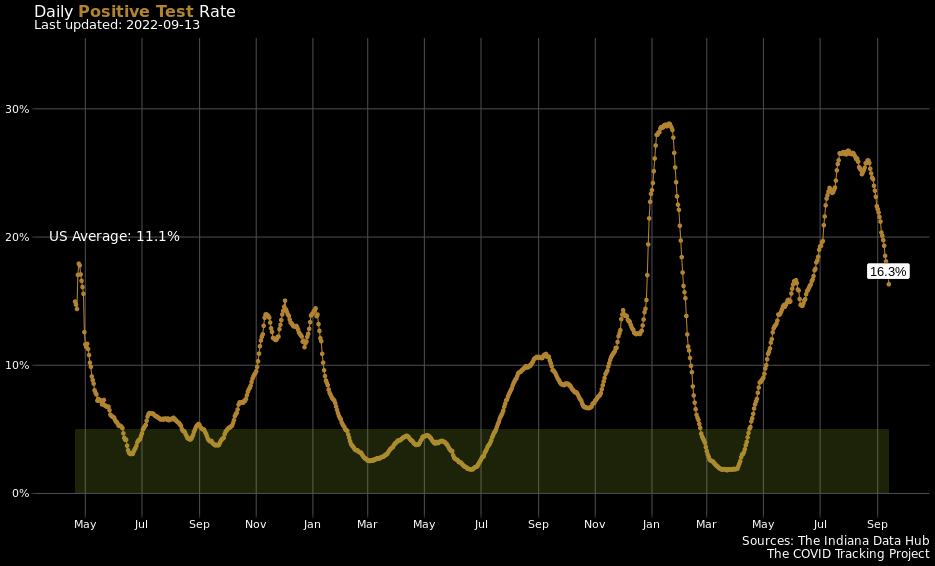 Daily Positive Test Rate
Last updated: 2022-09-13
30%
20%
US Average: 11.1%
16.3%
10%
0%
May Jul Sep Nov Jan Mar May Jul Sep Nov Jan Mar May Jul Sep
Sources: The Indiana Data Hub
The COVID Tracking Project